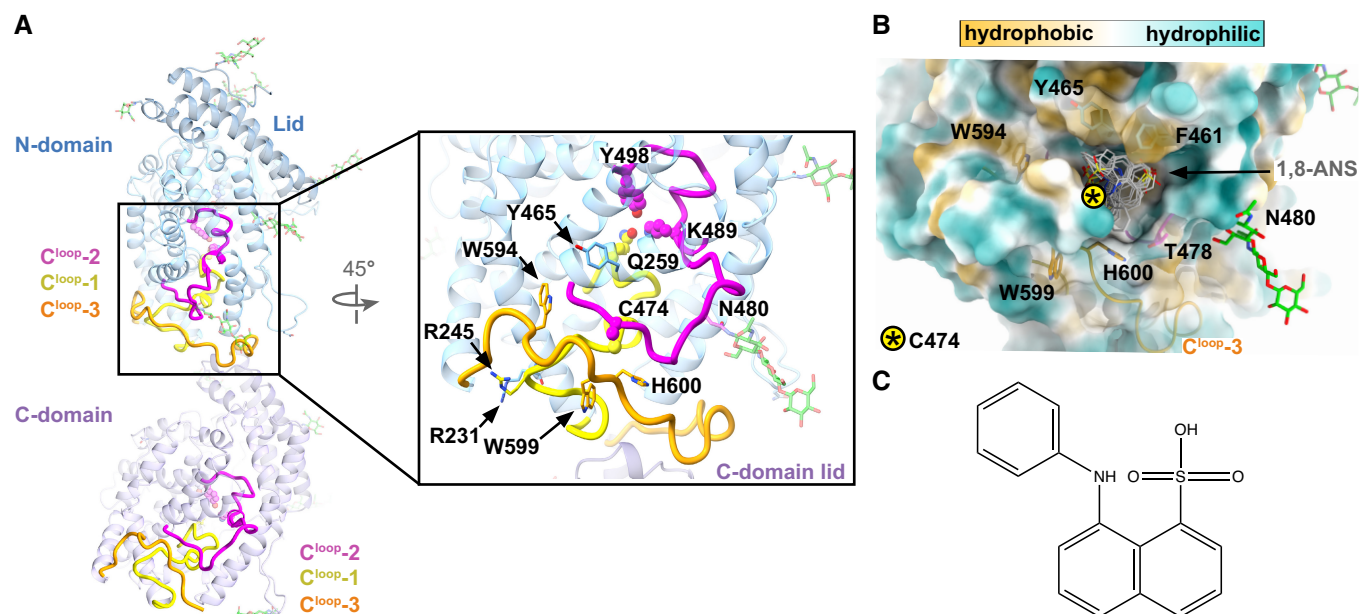 A
Lid
N-domain
C^loop-2
C^loop-1
C^loop-3
45°
C-domain
C^loop-2
C^loop-1
C^loop-3
Y498
Y465
K489
W594
Q259
C474
N480
R245
H600
R231
W599
C-domain lid
B
hydrophobic hydrophilic
Y465
W594
F461
1,8-ANS
N480
T478
H600
W599
C474
C^loop-3
C
OH
NH
O
S
O